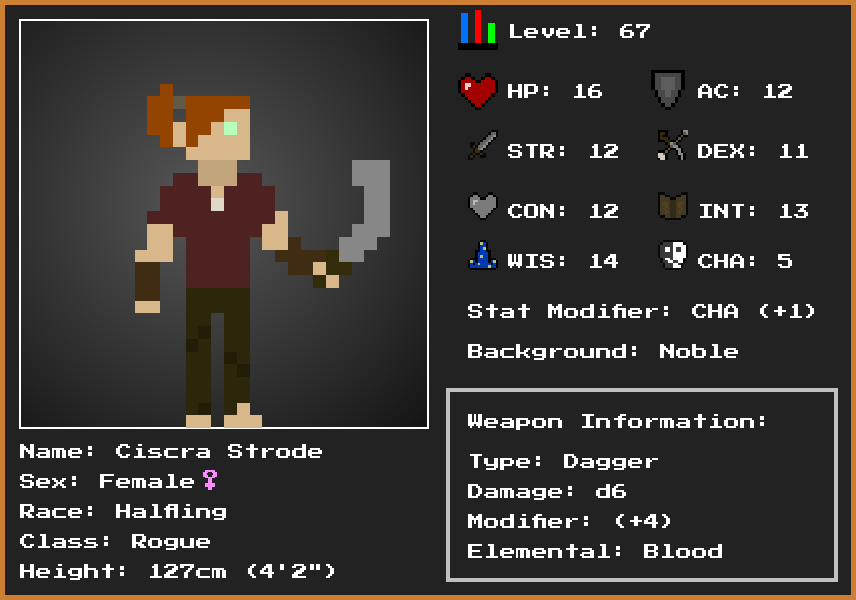 Level: 67
HP: 16 AC: 12
STR: 12 DEX: 11
CON: 12 INT: 13
WIS: 14 CHA: 5
Stat Modifier: CHA (+1)
Background: Noble
Weapon Information:
Type: Dagger
Damage: d6
Modifier: (+4)
Elemental: Blood
Name: Ciscra Strode
Sex: Female♀
Race: Halfling
Class: Rogue
Height: 127cm (4'2")